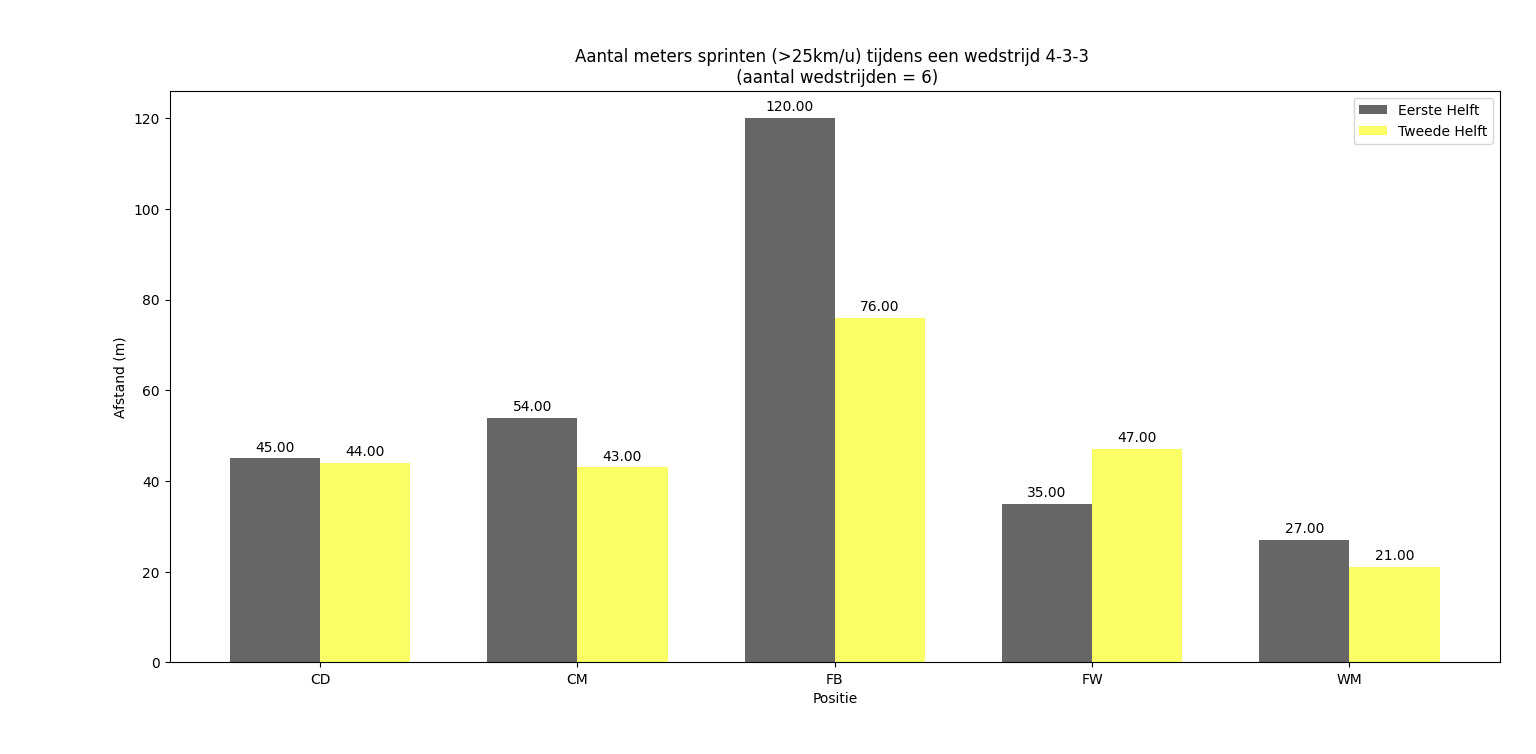 Aantal meters sprinten (>25km/u) tijdens een wedstrijd 4-3-3
(aantal wedstrijden = 6)
Eerste Helft
Tweede Helft
Afstand (m)
120
100
80
60
40
20
0
45.00
44.00
54.00
43.00
120.00
76.00
35.00
47.00
27.00
21.00
CD
CM
FB
FW
WM
Positie